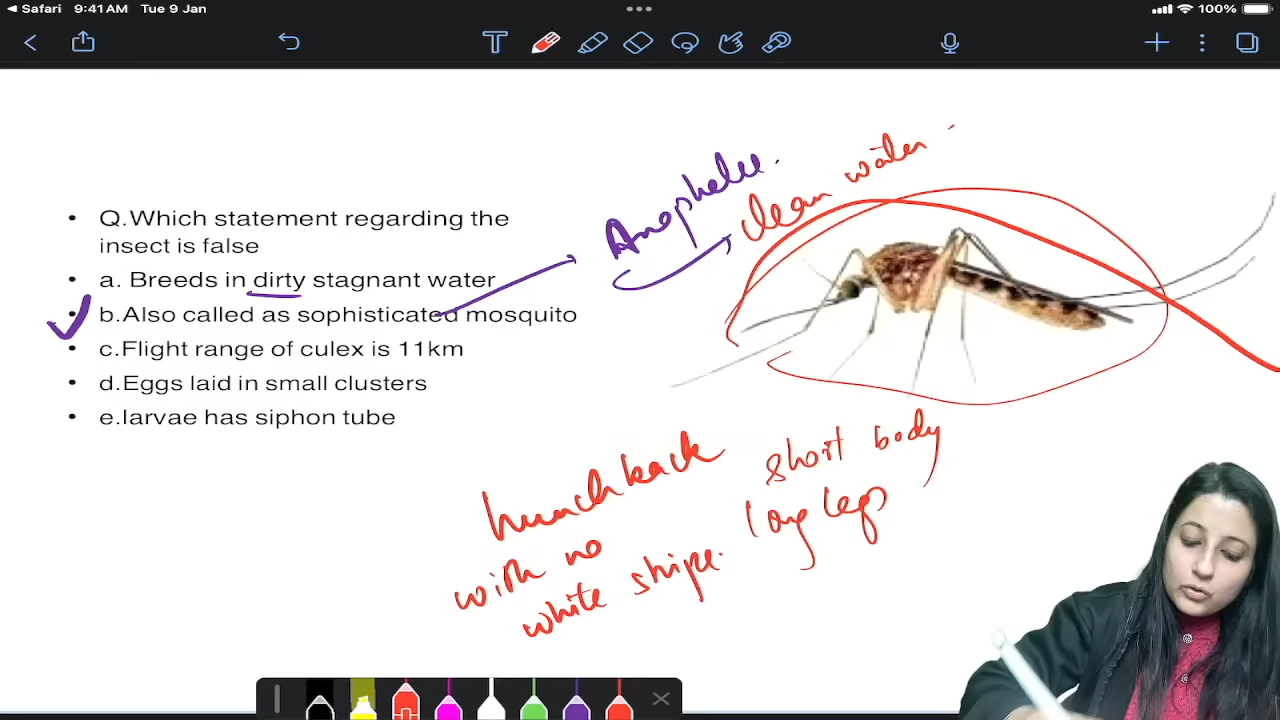 Safari 9:41 AM Tue 9 Jan
100%
• Q.Which statement regarding the
insect is false
• a. Breeds in dirty stagnant water
• b.Also called as sophisticated mosquito
• c.Flight range of culex is 11km
• d.Eggs laid in small clusters
• e.larvae has siphon tube
Anopheles.
clean water
hunchback
with no
white stripe.
short body
long legs